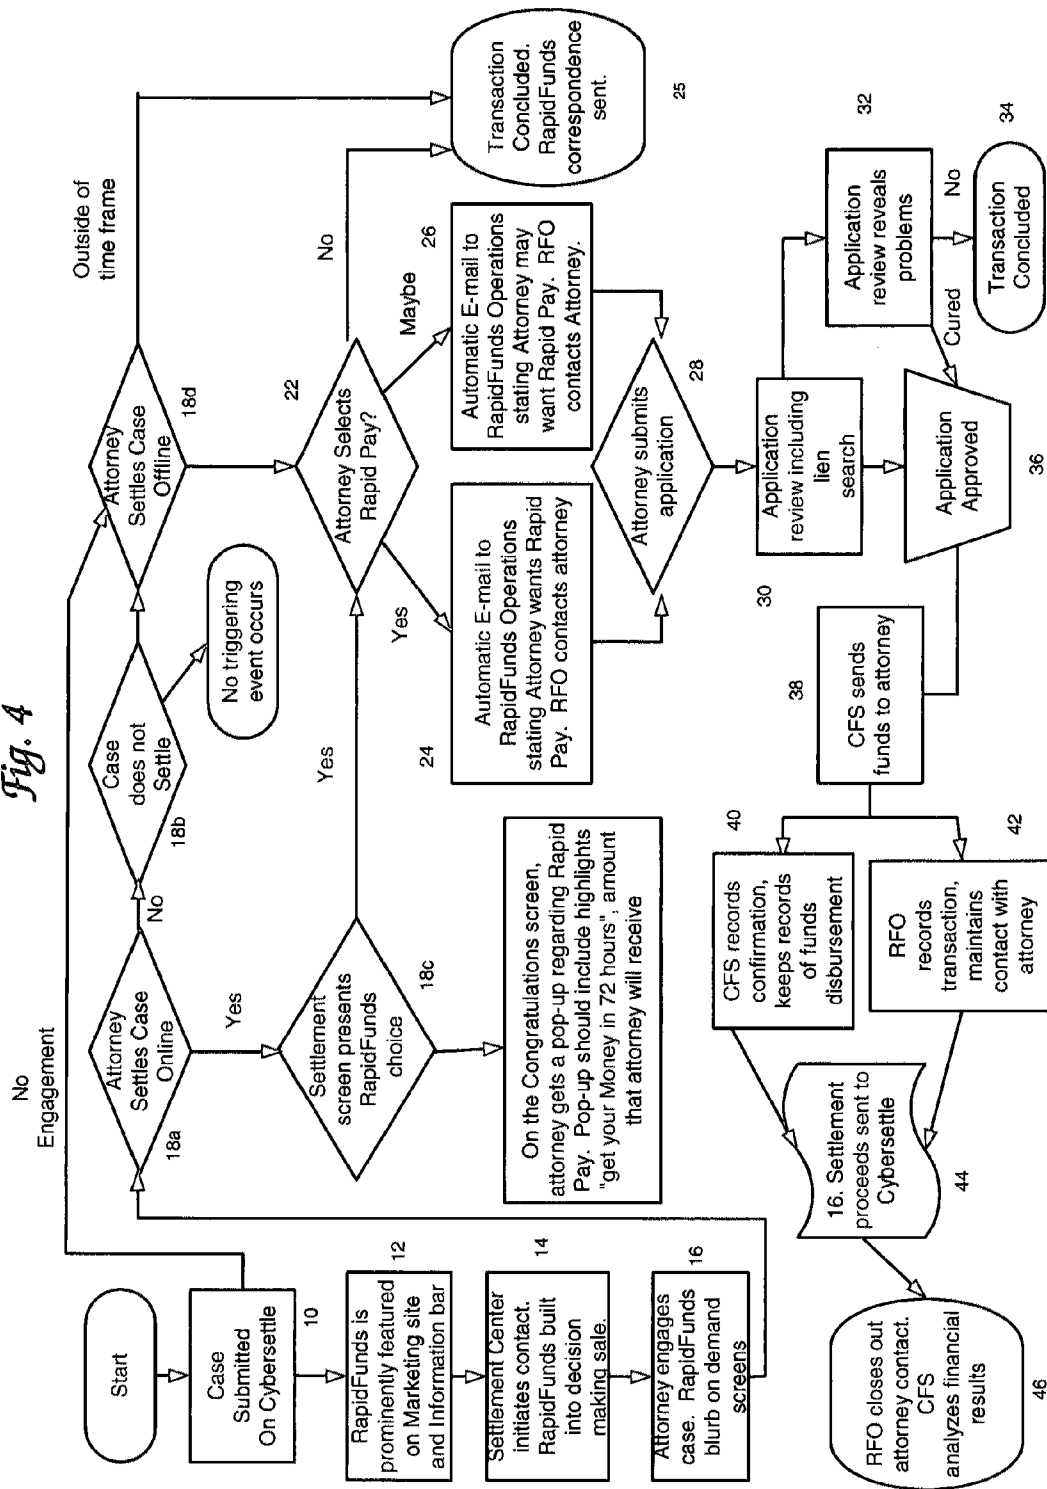 Fig. 4
Start
Case
Submitted
On Cybersettle
10
No
Engagement
RapidFunds is
prominently featured
on Marketing site
and Information bar
12
Settlement Center
initiates contact.
RapidFunds built
into decision
making sale.
14
Attorney engages
case. RapidFunds
blurb on demand
screens
16
Attorney
Settles Case
Online
18a
No
Yes
Case
does not
Settle
18b
No triggering
event occurs
Attorney
Settles Case
Offline
18d
Outside of
time frame
Settlement
screen presents
RapidFunds
choice
18c
Yes
On the Congratulations screen,
attorney gets a pop-up regarding Rapid
Pay. Pop-up should include highlights
"get your Money in 72 hours", amount
that attorney will receive
Attorney Selects
Rapid Pay?
22
Yes
Maybe
No
Automatic E-mail to
RapidFunds Operations
stating Attorney wants Rapid
Pay. RFO contacts attorney
24
Automatic E-mail to
RapidFunds Operations
stating Attorney may
want Rapid Pay. RFO
contacts Attorney.
26
Transaction
Concluded.
RapidFunds
correspondence
sent.
25
Attorney submits
application
28
Application
review including
lien
search
30
Application
review reveals
problems
32
Cured
No
Transaction
Concluded
34
Application
Approved
36
CFS sends
funds to attorney
38
CFS records
confirmation,
keeps records
of funds
disbursement
40
RFO
records
transaction,
maintains
contact with
attorney
42
16. Settlement
proceeds sent to
Cybersettle
44
RFO closes out
attorney contact.
CFS
analyzes financial
results
46